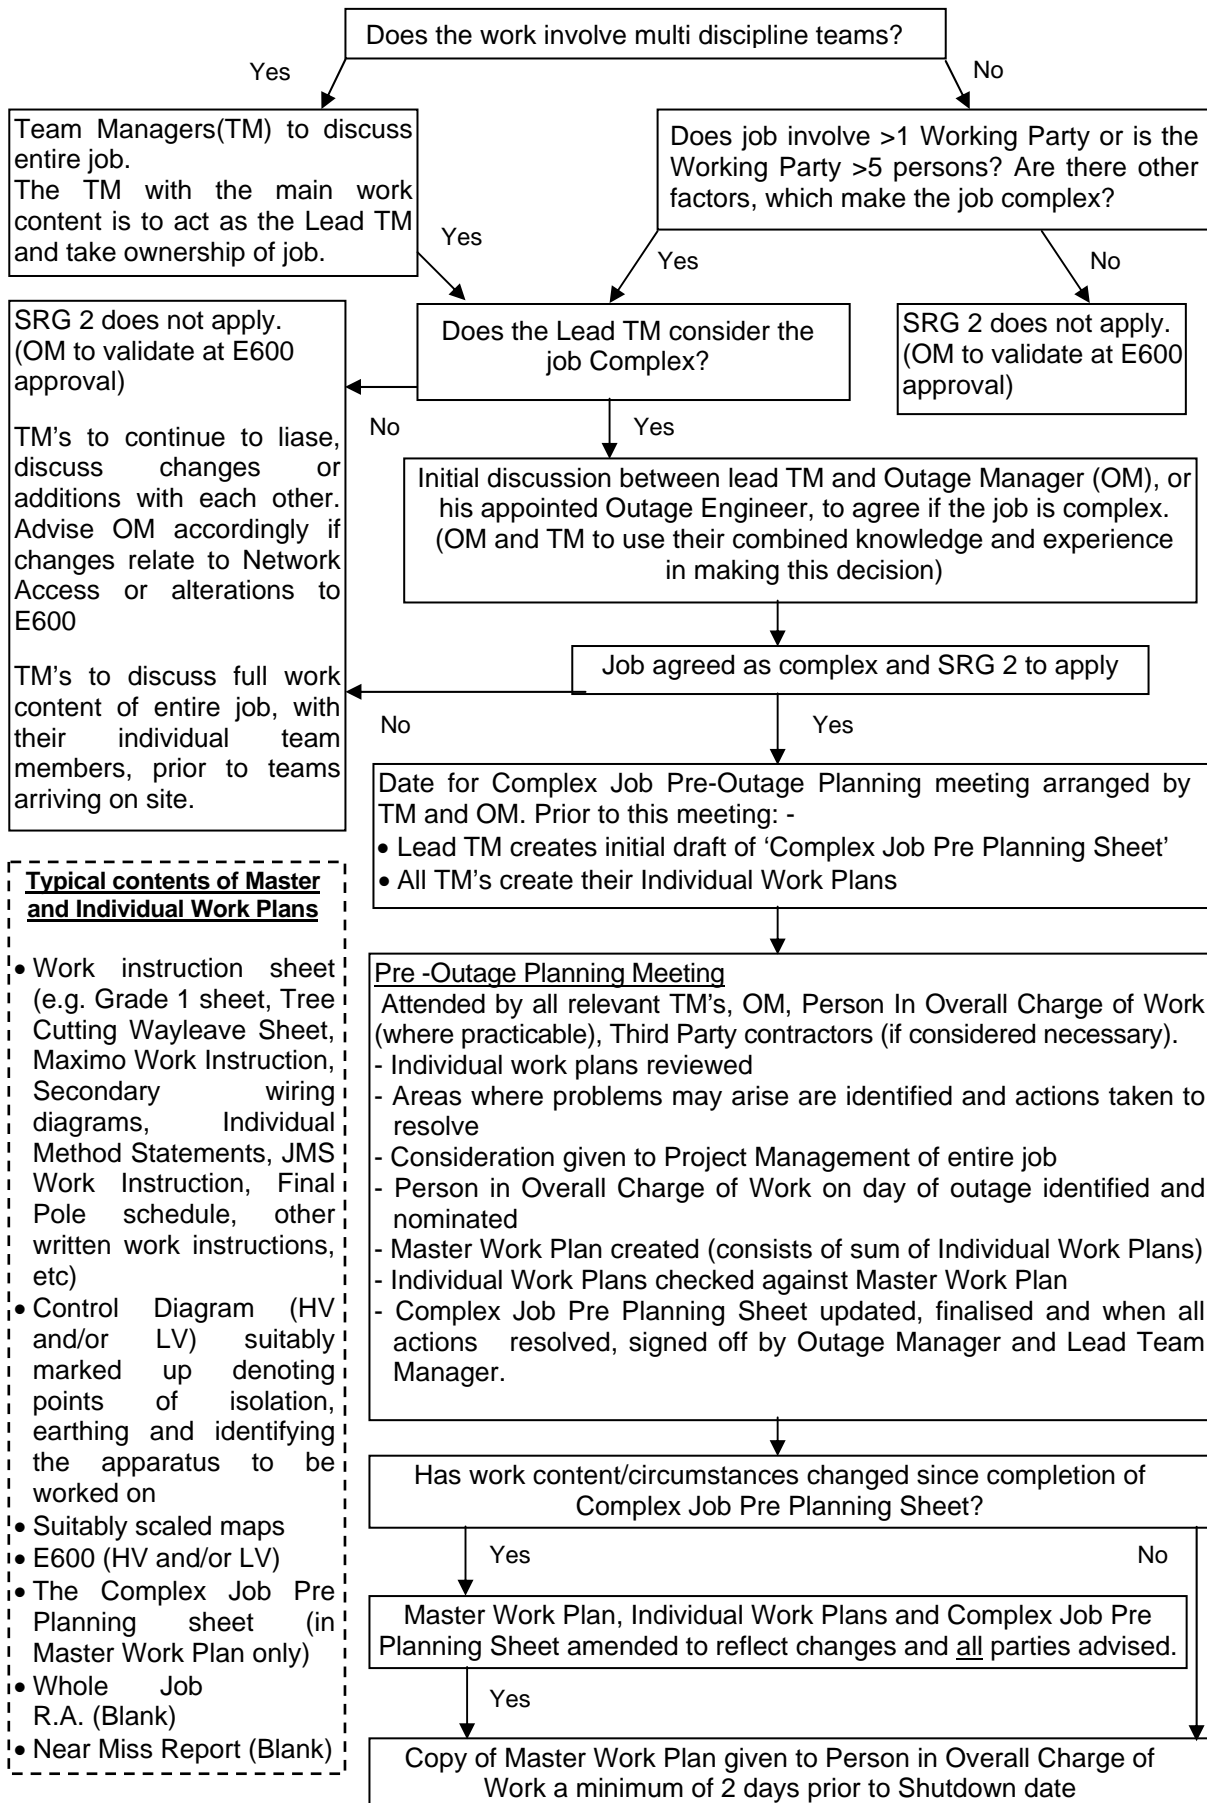 Does the work involve multi discipline teams?
Yes
No
Team Managers(TM) to discuss
entire job.
The TM with the main work
content is to act as the Lead TM
and take ownership of job.
Does job involve >1 Working Party or is the
Working Party >5 persons? Are there other
factors, which make the job complex?
Yes
Yes
No
SRG 2 does not apply.
(OM to validate at E600
approval)
TM's to continue to liase,
discuss changes or
additions with each other.
Advise OM accordingly if
changes relate to Network
Access or alterations to
E600
TM's to discuss full work
content of entire job, with
their individual team
members, prior to teams
arriving on site.
Does the Lead TM consider the
job Complex?
SRG 2 does not apply.
(OM to validate at E600
approval)
No
Yes
Initial discussion between lead TM and Outage Manager (OM), or
his appointed Outage Engineer, to agree if the job is complex.
(OM and TM to use their combined knowledge and experience
in making this decision)
Job agreed as complex and SRG 2 to apply
No
Yes
Date for Complex Job Pre-Outage Planning meeting arranged by
TM and OM. Prior to this meeting: -
• Lead TM creates initial draft of 'Complex Job Pre Planning Sheet'
• All TM's create their Individual Work Plans
Typical contents of Master
and Individual Work Plans
• Work instruction sheet
(e.g. Grade 1 sheet, Tree
Cutting Wayleave Sheet,
Maximo Work Instruction,
Secondary wiring
diagrams, Individual
Method Statements, JMS
Work Instruction, Final
Pole schedule, other
written work instructions,
etc)
• Control Diagram (HV
and/or LV) suitably
marked up denoting
points of isolation,
earthing and identifying
the apparatus to be
worked on
• Suitably scaled maps
• E600 (HV and/or LV)
• The Complex Job Pre
Planning sheet (in
Master Work Plan only)
• Whole Job
R.A. (Blank)
• Near Miss Report (Blank)
Pre -Outage Planning Meeting
Attended by all relevant TM's, OM, Person In Overall Charge of Work
(where practicable), Third Party contractors (if considered necessary).
- Individual work plans reviewed
- Areas where problems may arise are identified and actions taken to
resolve
- Consideration given to Project Management of entire job
- Person in Overall Charge of Work on day of outage identified and
nominated
- Master Work Plan created (consists of sum of Individual Work Plans)
- Individual Work Plans checked against Master Work Plan
- Complex Job Pre Planning Sheet updated, finalised and when all
actions resolved, signed off by Outage Manager and Lead Team
Manager.
Has work content/circumstances changed since completion of
Complex Job Pre Planning Sheet?
Yes
No
Master Work Plan, Individual Work Plans and Complex Job Pre
Planning Sheet amended to reflect changes and all parties advised.
Yes
Copy of Master Work Plan given to Person in Overall Charge of
Work a minimum of 2 days prior to Shutdown date